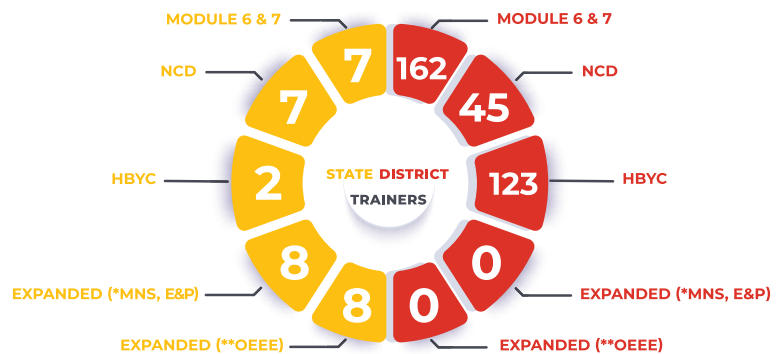 MODULE 6 & 7
MODULE 6 & 7
7
162
NCD
NCD
7
45
HBYC
2
STATE DISTRICT
TRAINERS
123
HBYC
8
0
EXPANDED (*MNS, E&P)
EXPANDED (*MNS, E&P)
8
0
EXPANDED (**OEEE)
EXPANDED (**OEEE)